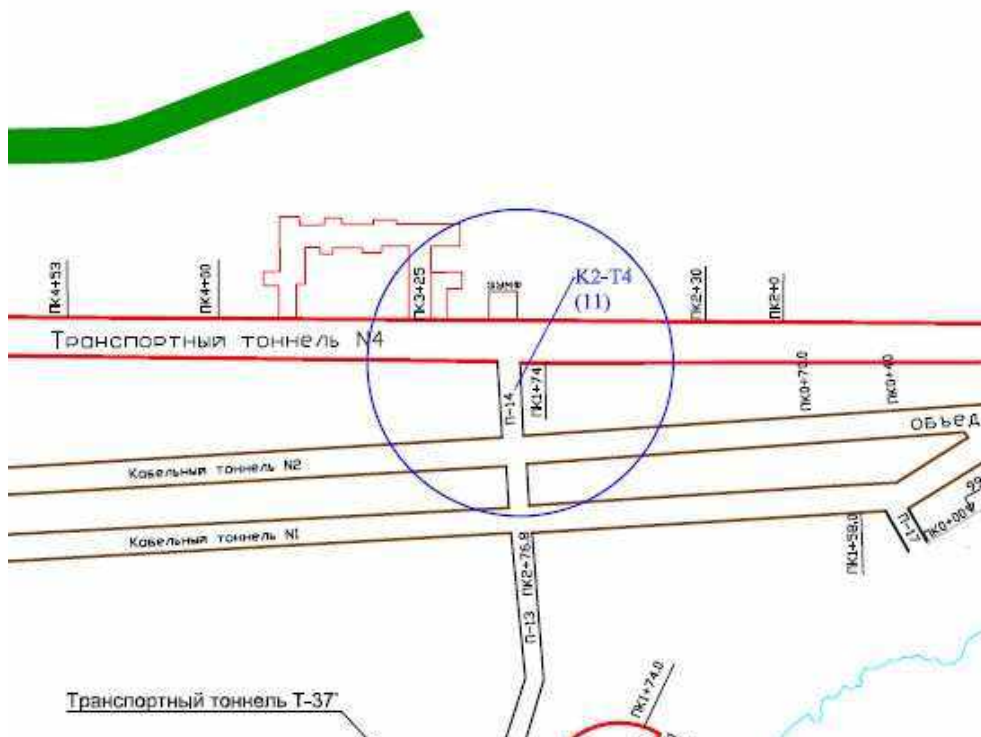 ПК4+53
ПК4+00
ПК3+25
К2-Т4
(11)
ПК2+30
ПК2+0
Транспортный тоннель N4
П-14
ПК1+74
ПК0+70.0
ПК0+40
ОБЪЕД
Кабельный тоннель N2
Кабельный тоннель N1
ПК2+76.8
П-13
ПК1+58.0
П-17
ПК0+00
Транспортный тоннель Т-37
ПК1+74.0